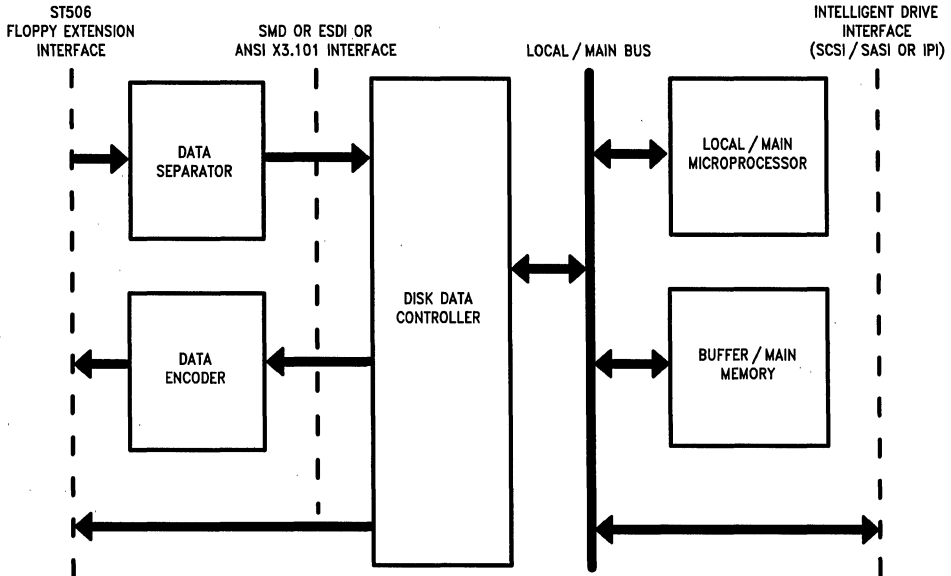 ST506
FLOPPY EXTENSION
INTERFACE
SMD OR ESDI OR
ANSI X3.101 INTERFACE
LOCAL / MAIN BUS
INTELLIGENT DRIVE
INTERFACE
(SCSI / SASI OR IPI)
DATA
SEPARATOR
LOCAL / MAIN
MICROPROCESSOR
DISK DATA
CONTROLLER
DATA
ENCODER
BUFFER / MAIN
MEMORY